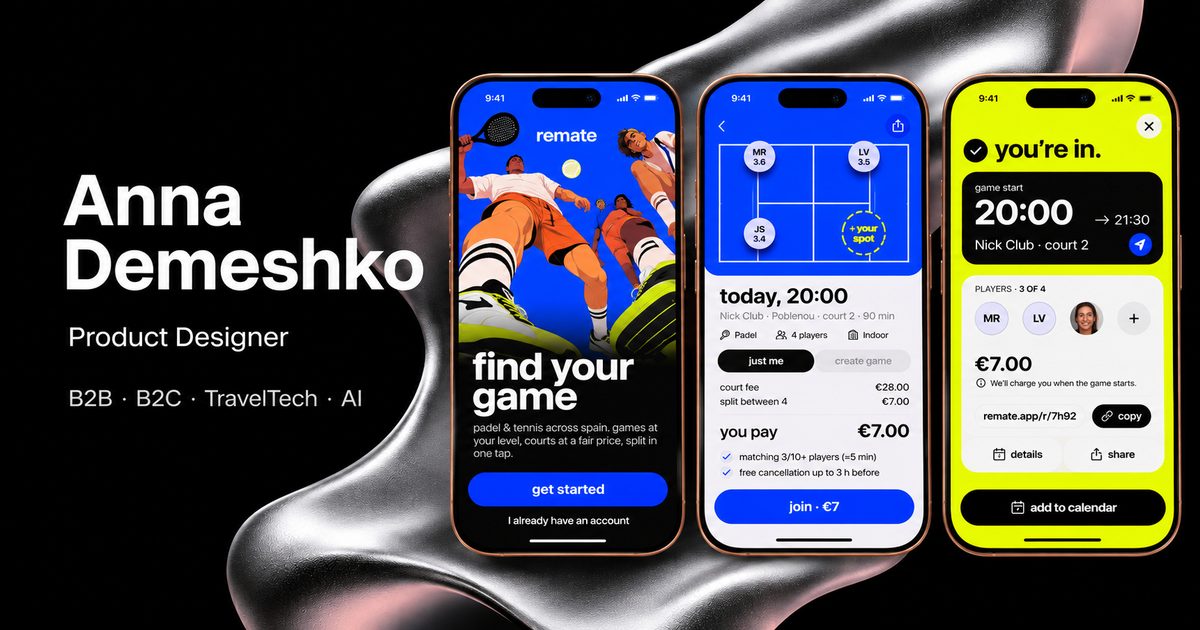 Anna
Demeshko
Product Designer
B2B · B2C · TravelTech · AI
9:41
remate
find your
game
padel & tennis across spain. games at
your level, courts at a fair price, split in
one tap.
get started
I already have an account
9:41
MR
3.6
LV
3.5
JS
3.4
+ your
spot
today, 20:00
Nick Club · Poblenou · court 2 · 90 min
Padel
4 players
Indoor
just me
create game
court fee
€28.00
split between 4
€7.00
you pay
€7.00
matching 3/10+ players (≈5 min)
free cancellation up to 3 h before
join · €7
9:41
you're in.
game start
20:00
→ 21:30
Nick Club · court 2
PLAYERS · 3 OF 4
MR
LV
+
€7.00
We'll charge you when the game starts.
remate.app/r/7h92
copy
details
share
add to calendar